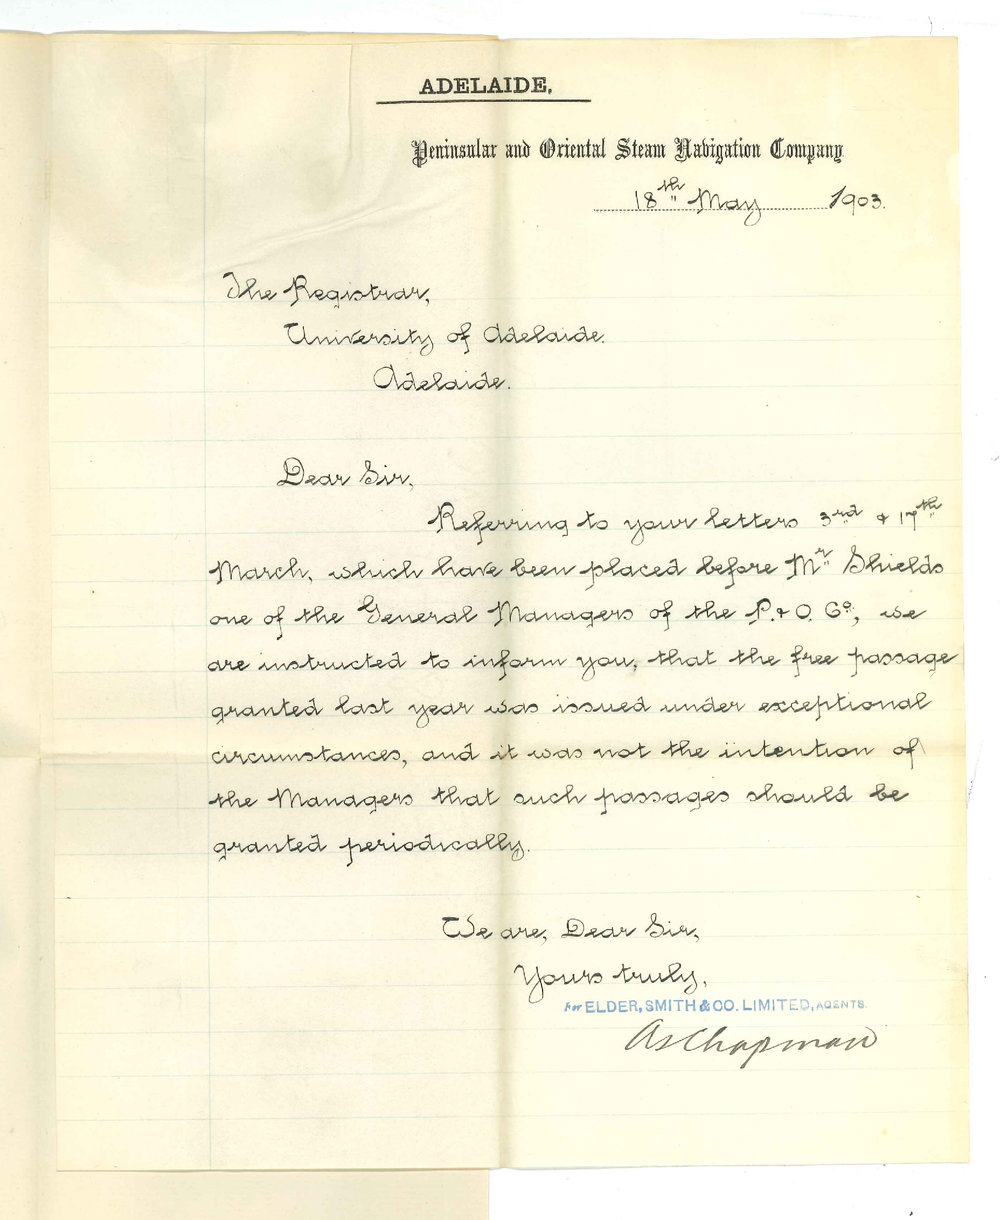 ADELAIDE.
Peninsular and Oriental Steam Navigation Company
18th May 1903.
The Registrar,
University of Adelaide.
Adelaide.
Dear Sir,
Referring to your letters 3rd & 17th
March, which have been placed before Mr Shields
one of the General Managers of the P. & O. Co, we
are instructed to inform you, that the free passage
granted last year was issued under exceptional
circumstances, and it was not the intention of
the Managers that such passages should be
granted periodically.
We are, Dear Sir,
Yours truly,
For ELDER, SMITH & CO. LIMITED, AGENTS.
As Chapman